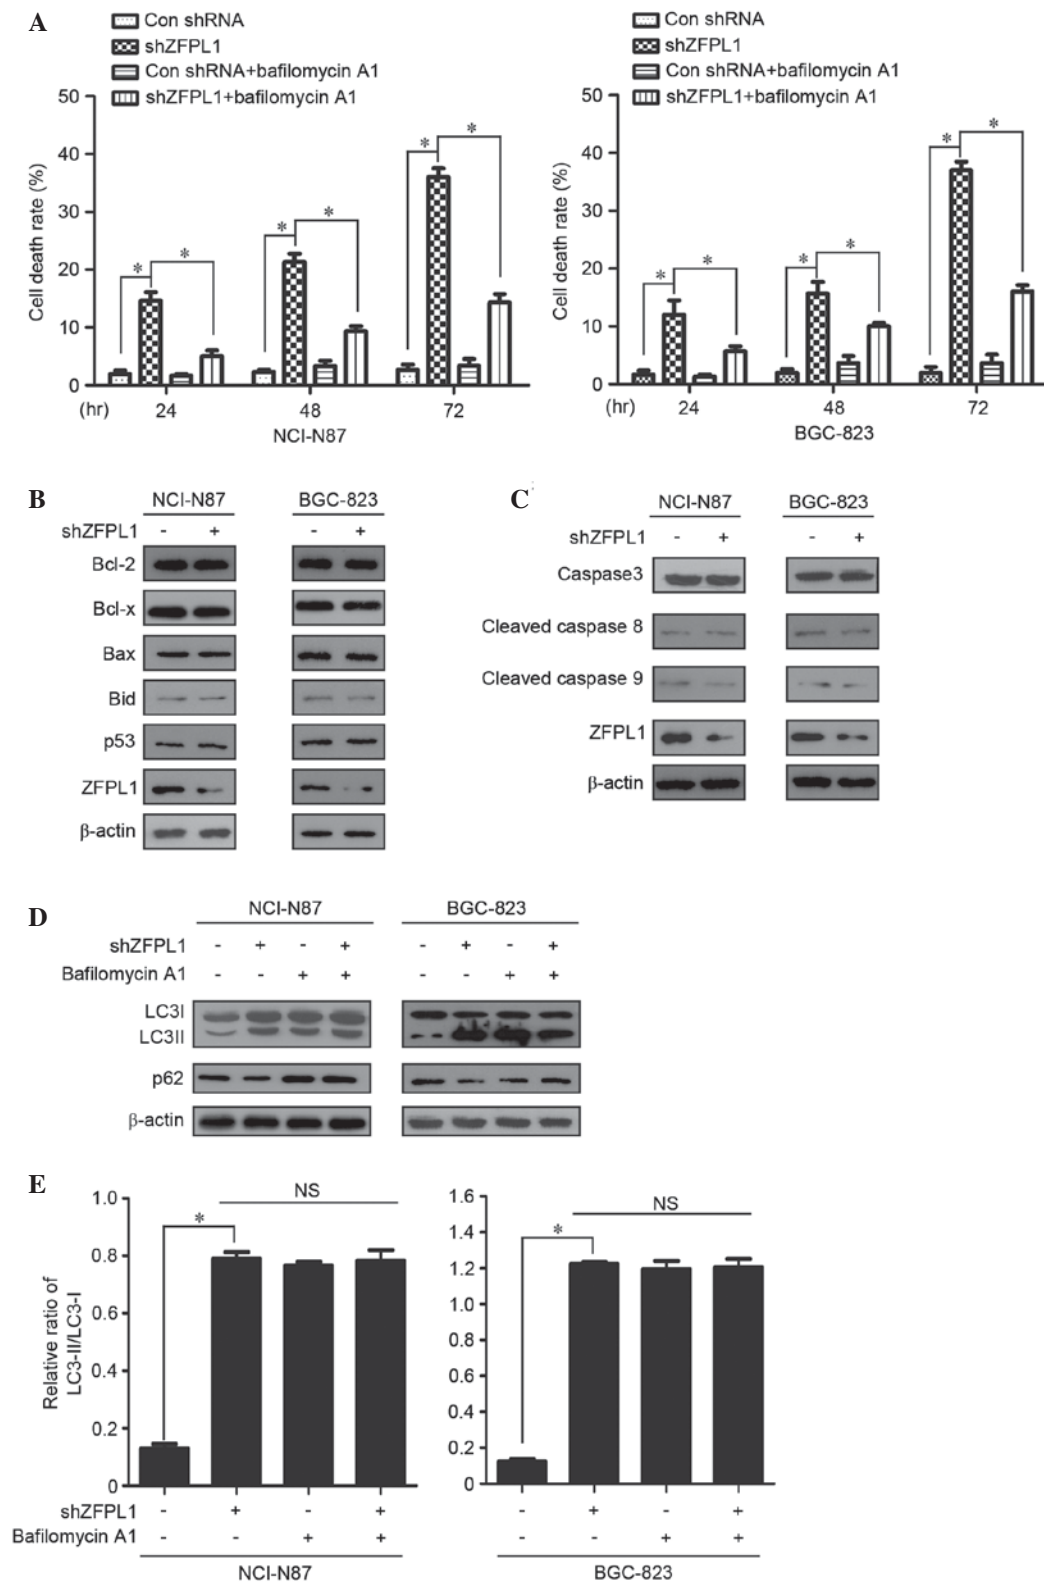 A
Con shRNA
shZFPL1
Con shRNA+bafilomycin A1
shZFPL1+bafilomycin A1
Cell death rate (%)
50
40
30
20
10
0
* * * * * *
(hr) 24 48 72
NCI-N87
Con shRNA
shZFPL1
Con shRNA+bafilomycin A1
shZFPL1+bafilomycin A1
Cell death rate (%)
50
40
30
20
10
0
* * * * * *
(hr) 24 48 72
BGC-823
B
NCI-N87 BGC-823
shZFPL1 - + - +
Bcl-2
Bcl-x
Bax
Bid
p53
ZFPL1
β-actin
C
NCI-N87 BGC-823
shZFPL1 - + - +
Caspase3
Cleaved caspase 8
Cleaved caspase 9
ZFPL1
β-actin
D
NCI-N87 BGC-823
shZFPL1 - + - + - + - +
Bafilomycin A1 - - + + - - + +
LC3I
LC3II
p62
β-actin
E
Relative ratio of
LC3-II/LC3-I
1.0
0.8
0.6
0.4
0.2
0
NS
*
shZFPL1 - + - +
Bafilomycin A1 - - + +
NCI-N87
1.6
1.4
1.2
1.0
0.8
1.6
0.4
0.2
0
NS
*
- + - +
- - + +
BGC-823